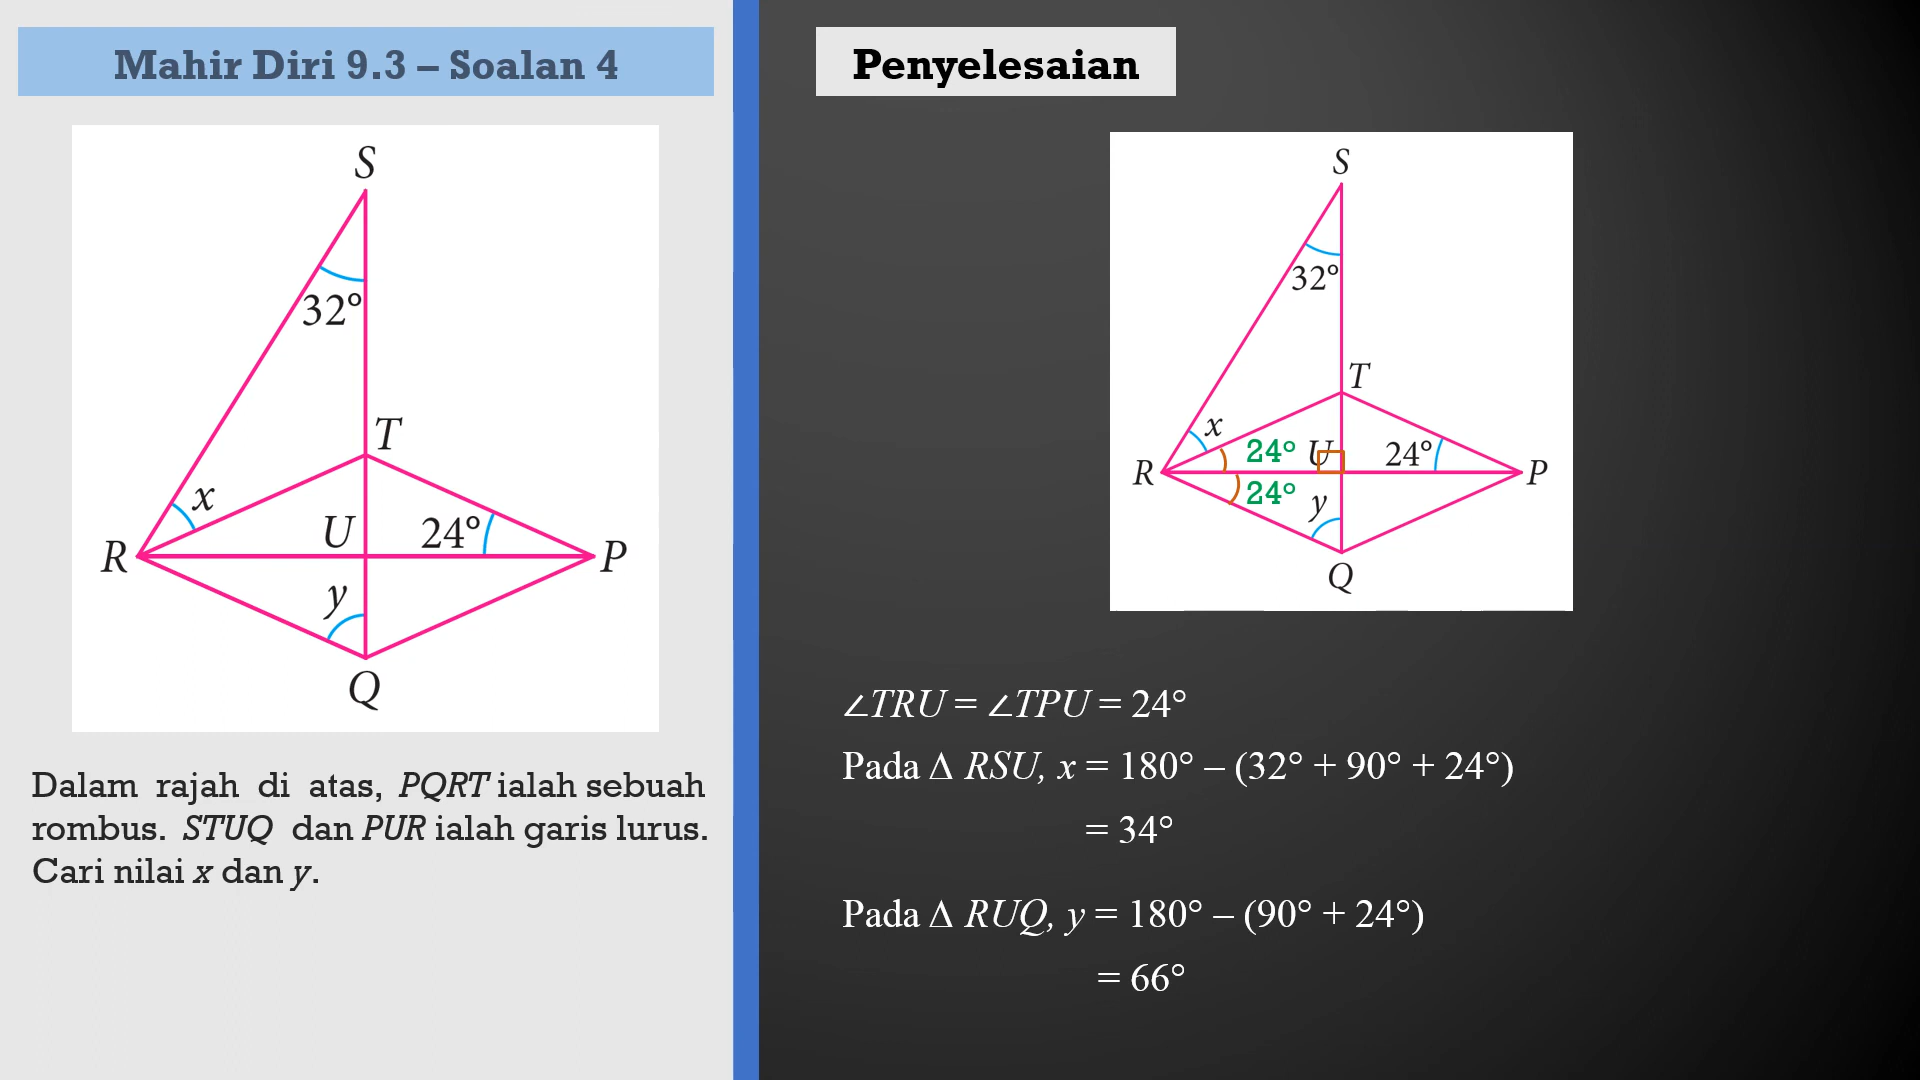 Mahir Diri 9.3 – Soalan 4
S
32°
T
x
U
24°
R
P
y
Q
Dalam rajah di atas, PQRT ialah sebuah
rombus. STUQ dan PUR ialah garis lurus.
Cari nilai x dan y.
Penyelesaian
S
32°
T
x
24° U 24°
R
P
24° y
Q
∠TRU = ∠TPU = 24°
Pada Δ RSU, x = 180° – (32° + 90° + 24°)
= 34°
Pada Δ RUQ, y = 180° – (90° + 24°)
= 66°